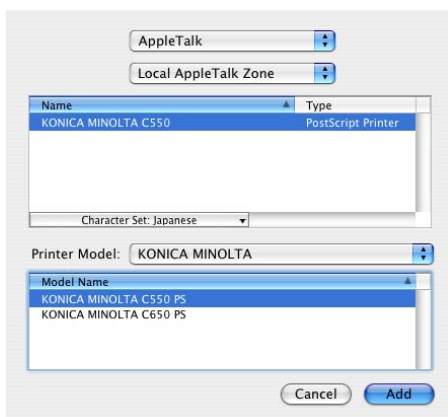 AppleTalk
Local AppleTalk Zone
Name Type
KONICA MINOLTA C550 PostScript Printer
Character Set: Japanese
Printer Model: KONICA MINOLTA
Model Name
KONICA MINOLTA C550 PS
KONICA MINOLTA C650 PS
Cancel Add